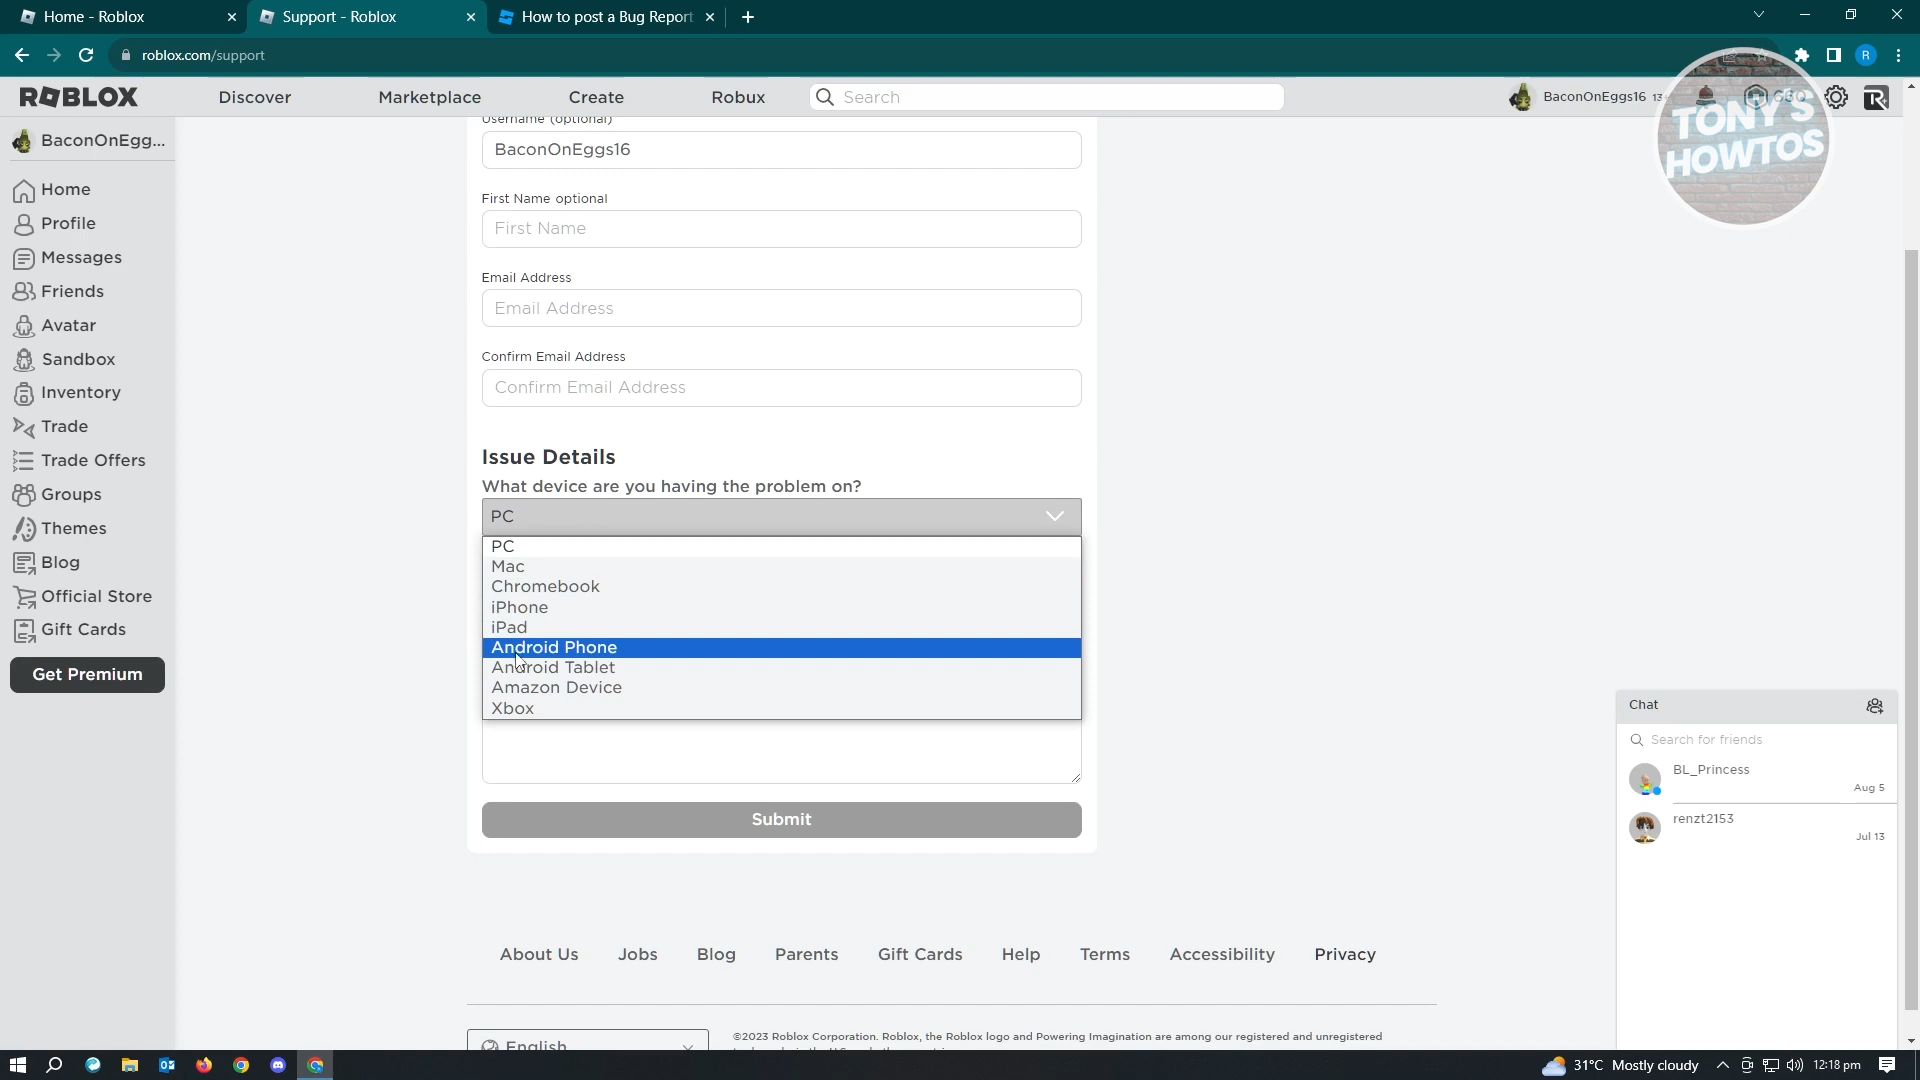 Home - Roblox
Support - Roblox
How to post a Bug Report
roblox.com/support
R
ROBLOX
Discover
Marketplace
Create
Robux
Search
BaconOnEggs16 13+
TONY'S
HOWTOS
BaconOnEgg...
Home
Profile
Messages
Friends
Avatar
Sandbox
Inventory
Trade
Trade Offers
Groups
Themes
Blog
Official Store
Gift Cards
Get Premium
Username (optional)
BaconOnEggs16
First Name optional
First Name
Email Address
Email Address
Confirm Email Address
Confirm Email Address
Issue Details
What device are you having the problem on?
PC
PC
Mac
Chromebook
iPhone
iPad
Android Phone
Android Tablet
Amazon Device
Xbox
Submit
Chat
Search for friends
BL_Princess
Aug 5
renzt2153
Jul 13
About Us
Jobs
Blog
Parents
Gift Cards
Help
Terms
Accessibility
Privacy
English
©2023 Roblox Corporation. Roblox, the Roblox logo and Powering Imagination are among our registered and unregistered
31°C Mostly cloudy
12:18 pm